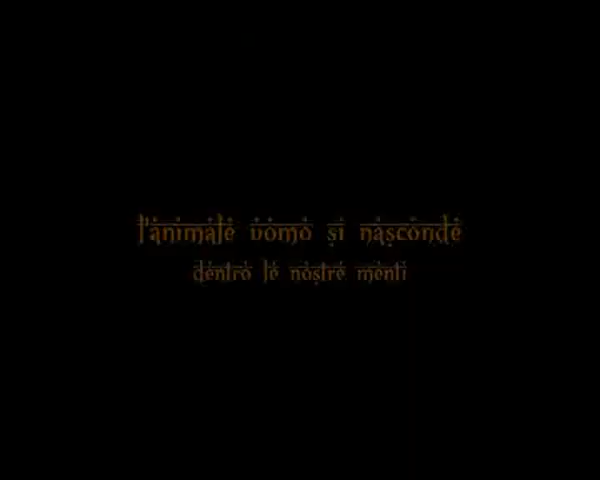 l'animale uomo si nasconde
dentro le nostre menti